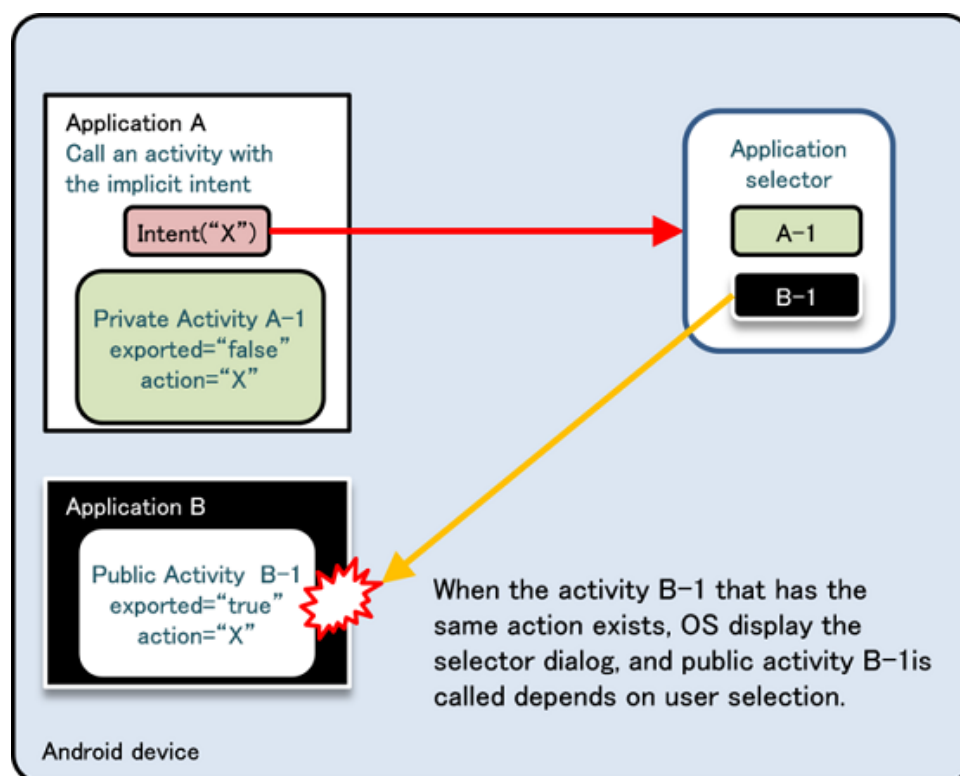 Application A
Call an activity with
the implicit intent
Intent(“X”)
Private Activity A-1
exported=“false”
action=“X”
Application
selector
A-1
B-1
Application B
Public Activity B-1
exported=“true”
action=“X”
When the activity B-1 that has the
same action exists, OS display the
selector dialog, and public activity B-1is
called depends on user selection.
Android device